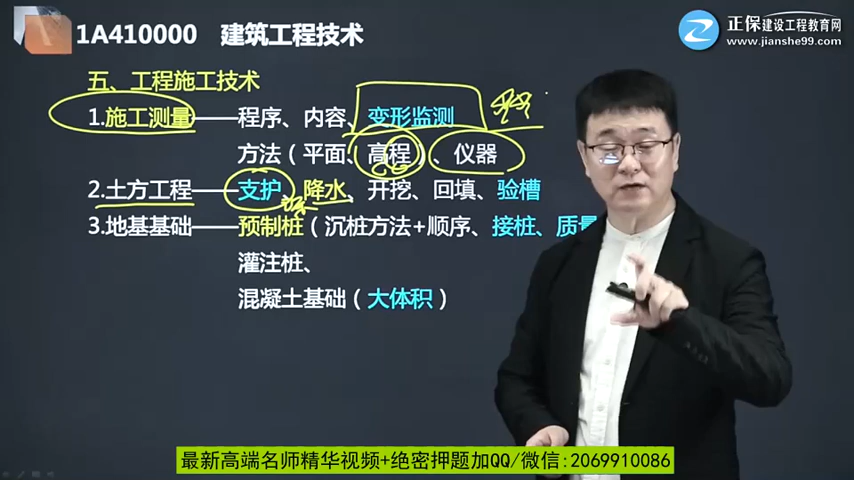 1A410000 建筑工程技术
正保建设工程教育网
www.jianshe99.com
五、工程施工技术
1.施工测量——程序、内容、变形监测
方法（平面、高程）、仪器
2.土方工程——支护、降水、开挖、回填、验槽
3.地基基础——预制桩（沉桩方法+顺序、接桩、质量
灌注桩、
混凝土基础（大体积）
最新高端名师精华视频+绝密押题加QQ/微信:2069910086